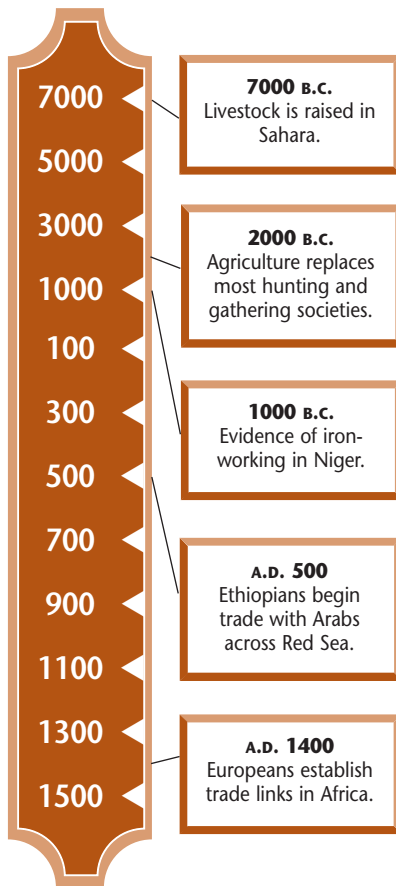 7000
5000
3000
1000
100
300
500
700
900
1100
1300
1500
7000 B.C.
Livestock is raised in
Sahara.
2000 B.C.
Agriculture replaces
most hunting and
gathering societies.
1000 B.C.
Evidence of iron-
working in Niger.
A.D. 500
Ethiopians begin
trade with Arabs
across Red Sea.
A.D. 1400
Europeans establish
trade links in Africa.